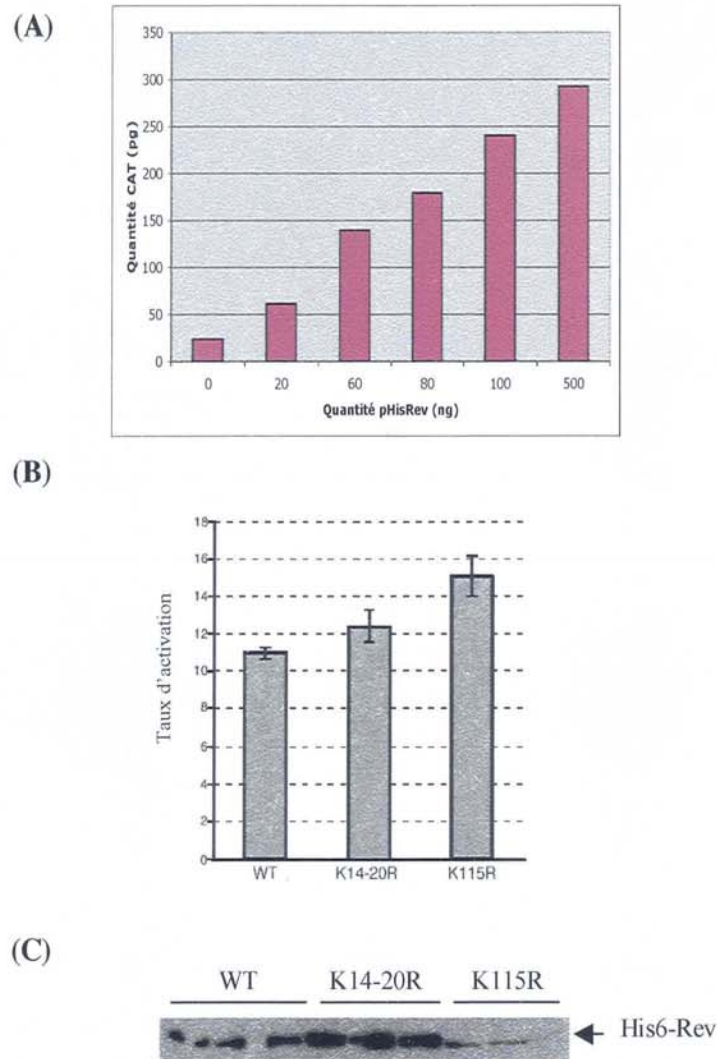 (A)
350
300
250
200
150
100
50
0
Quantité CAT (pg)
0 20 60 80 100 500
Quantité pHisRev (ng)
(B)
18
16
14
12
10
8
6
4
2
0
Taux d'activation
WT K14-20R K115R
(C)
WT K14-20R K115R
His6-Rev